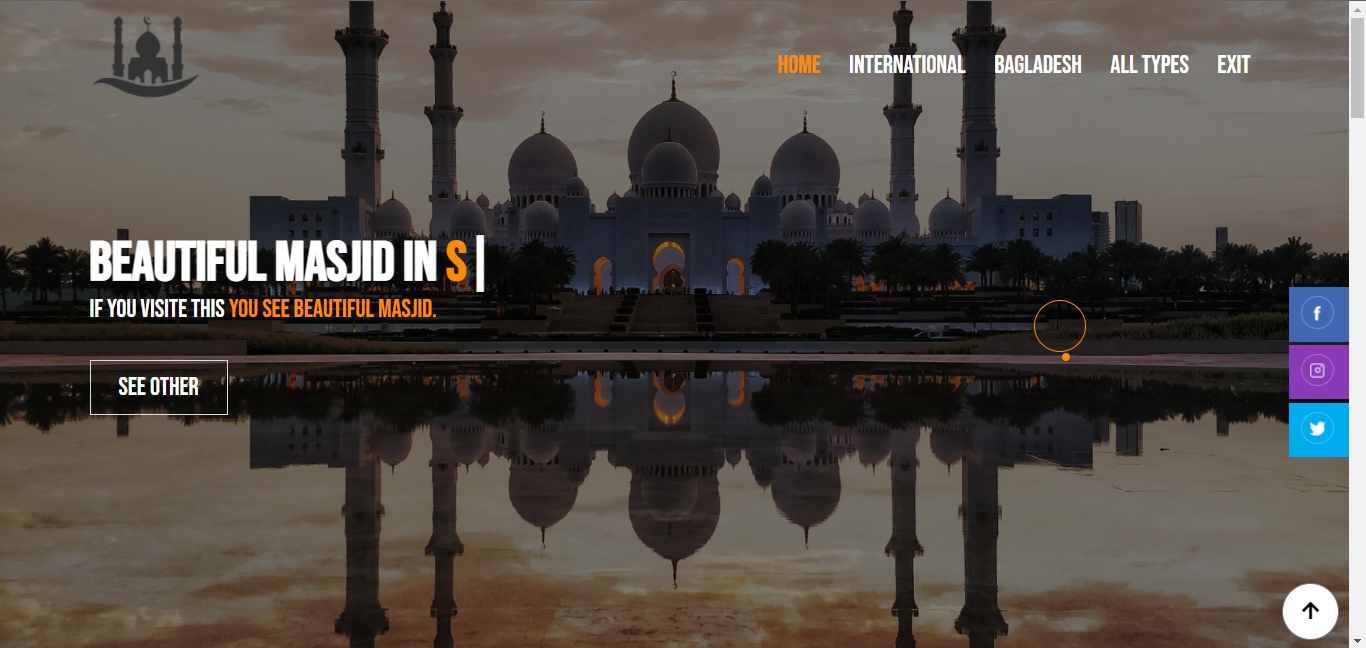 HOME INTERNATIONAL BAGLADESH ALL TYPES EXIT
BEAUTIFUL MASJID IN S
IF YOU VISITE THIS YOU SEE BEAUTIFUL MASJID.
SEE OTHER